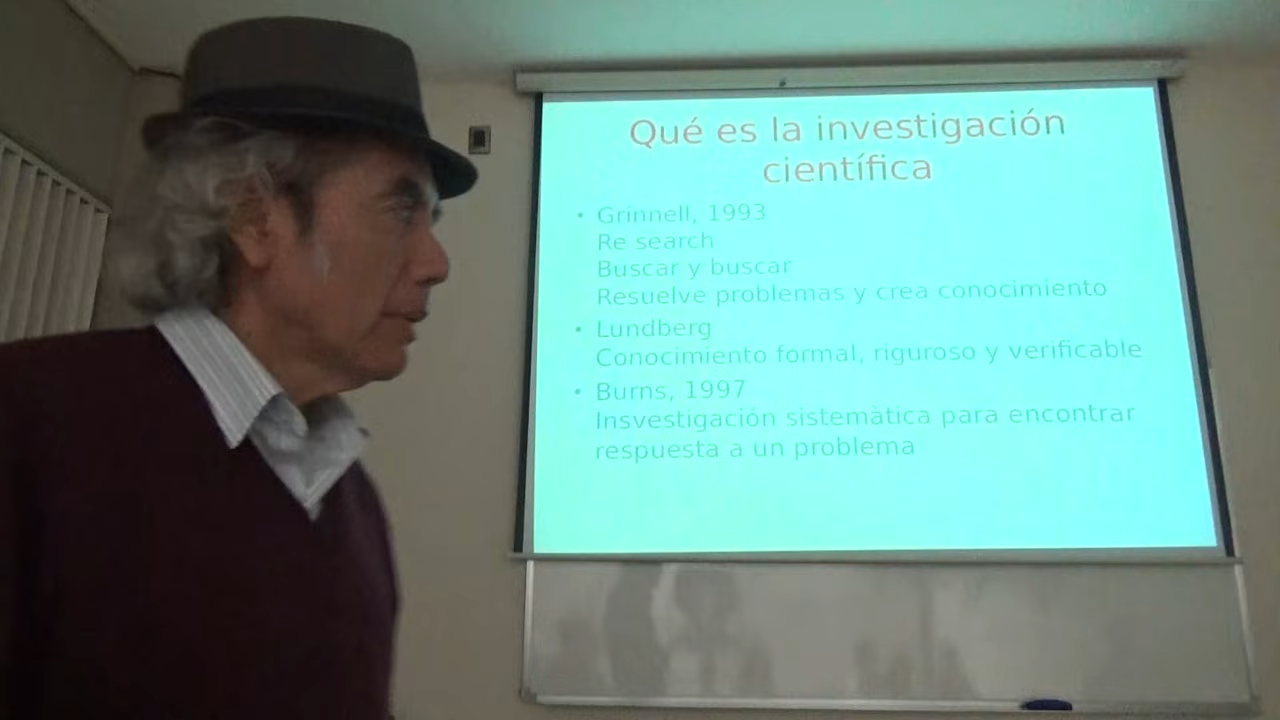 Qué es la investigación
científica
• Grinnell, 1993
Re search
Buscar y buscar
Resuelve problemas y crea conocimiento
• Lundberg
Conocimiento formal, riguroso y verificable
• Burns, 1997
Insvestigación sistemàtica para encontrar
respuesta a un problema